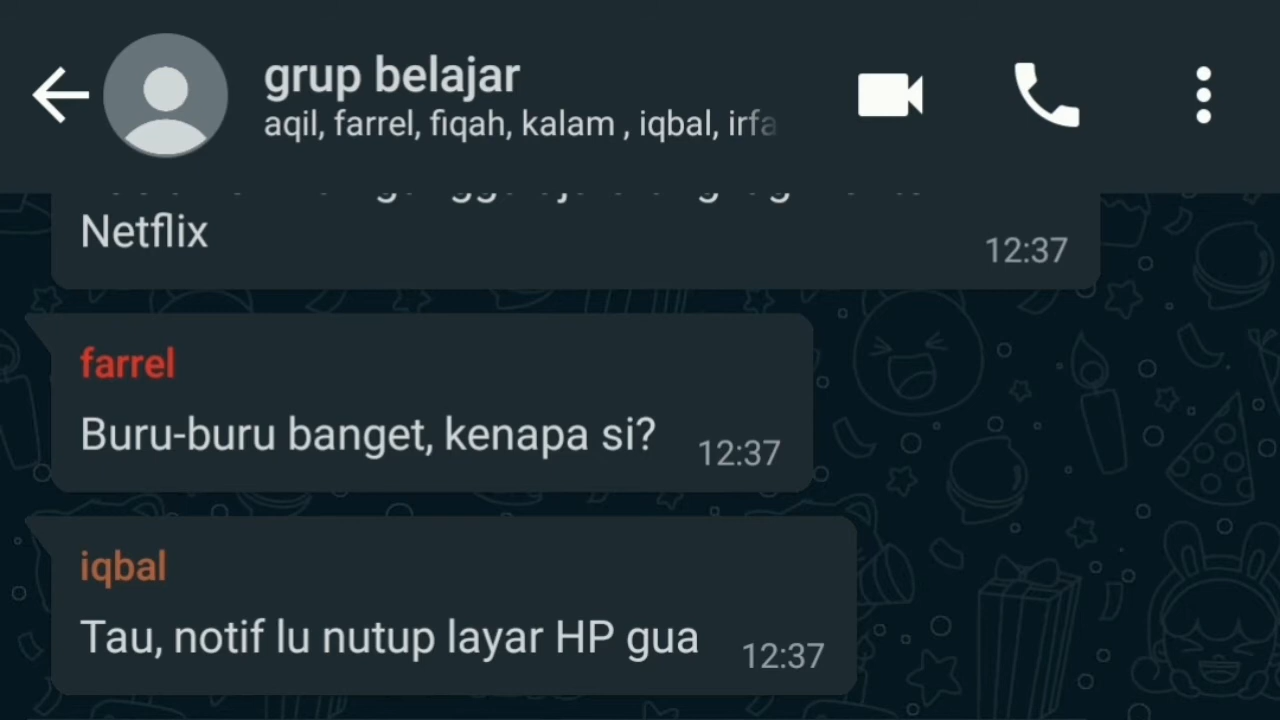 grup belajar
aqil, farrel, fiqah, kalam , iqbal, irfa
Netflix
12:37
farrel
Buru-buru banget, kenapa si?
12:37
iqbal
Tau, notif lu nutup layar HP gua
12:37